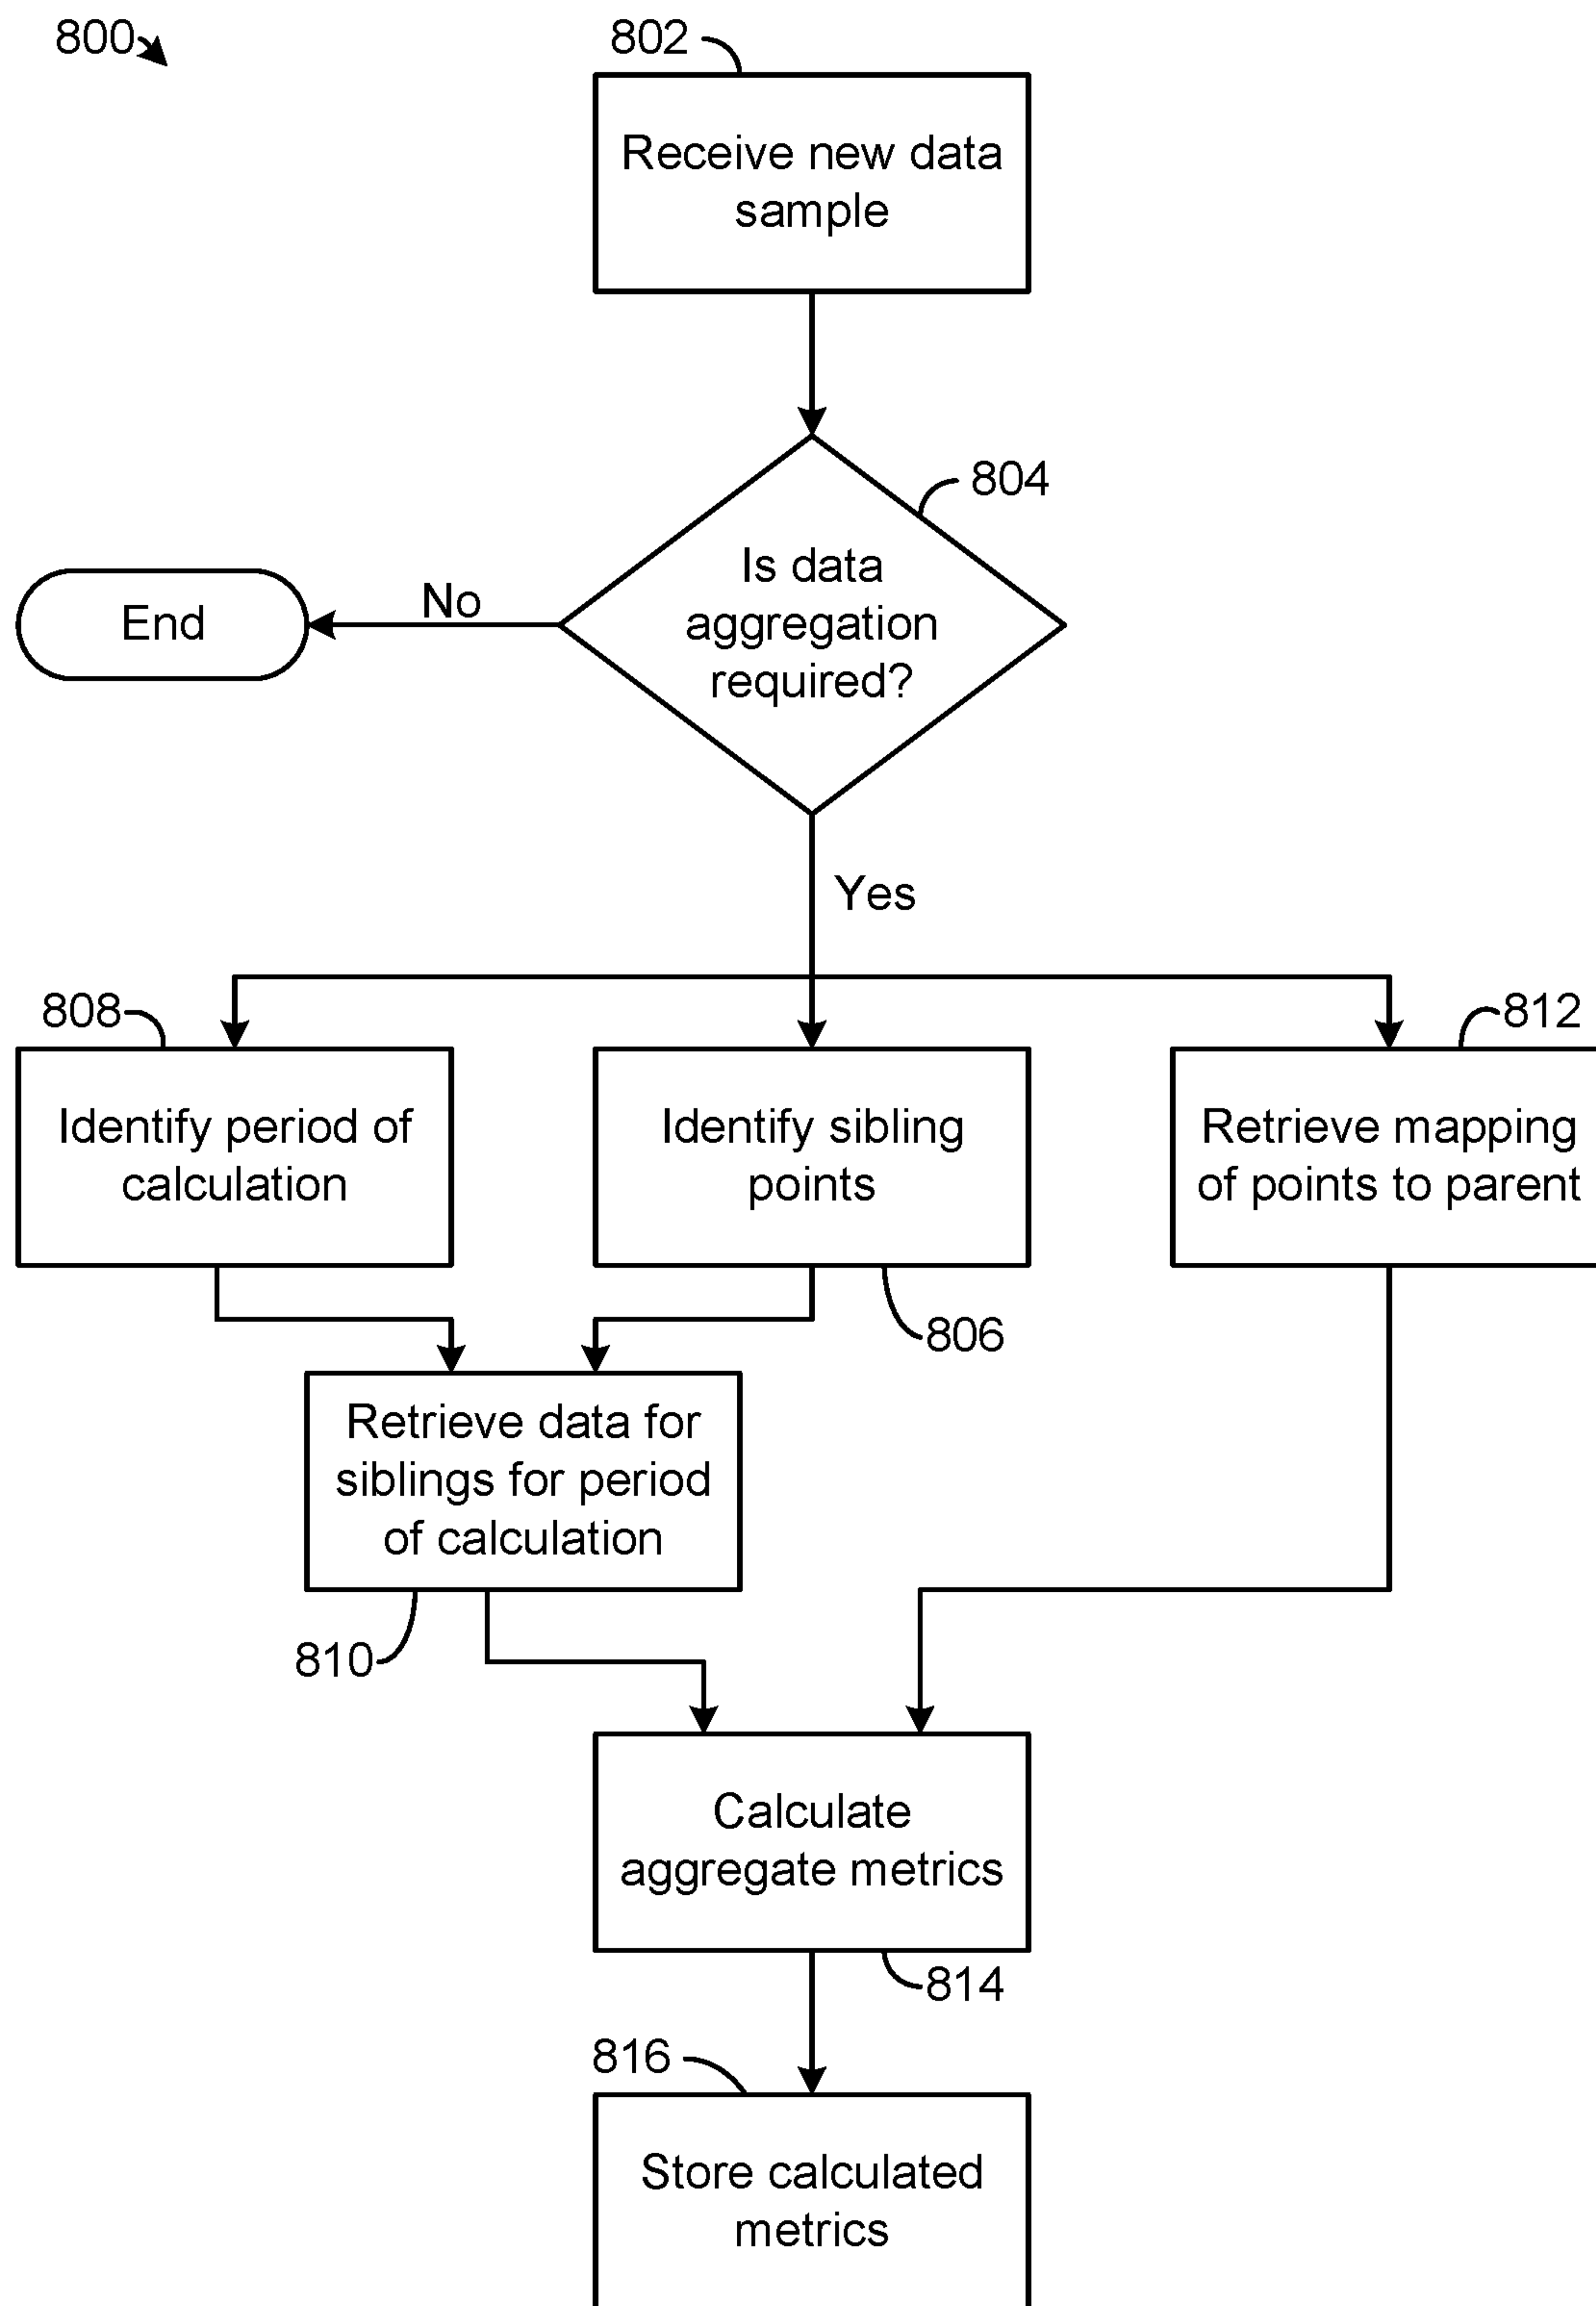 800
802
Receive new data
sample
804
Is data
aggregation
required?
No
End
Yes
808
812
Identify period of
calculation
Identify sibling
points
Retrieve mapping
of points to parent
806
Retrieve data for
siblings for period
of calculation
810
Calculate
aggregate metrics
814
816
Store calculated
metrics